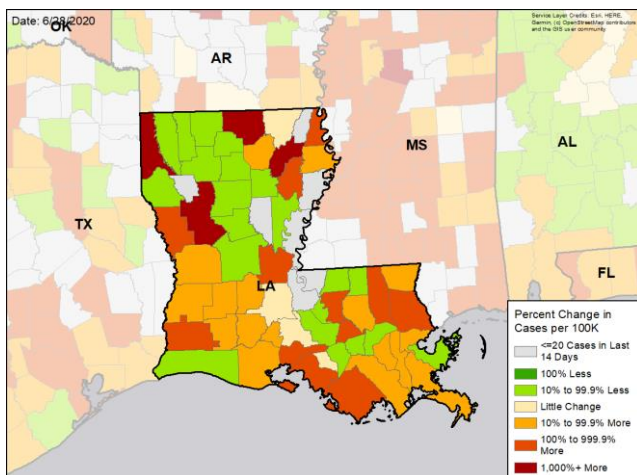 Date: 6/28/2020
Service Layer Credits: Esri, HERE,
Garmin, (c) OpenStreetMap contributors
and the GIS user community
OK
AR
MS
AL
TX
LA
FL
Percent Change in
Cases per 100K
<=20 Cases in Last
14 Days
100% Less
10% to 99.9% Less
Little Change
10% to 99.9% More
100% to 999.9%
More
1,000%+ More